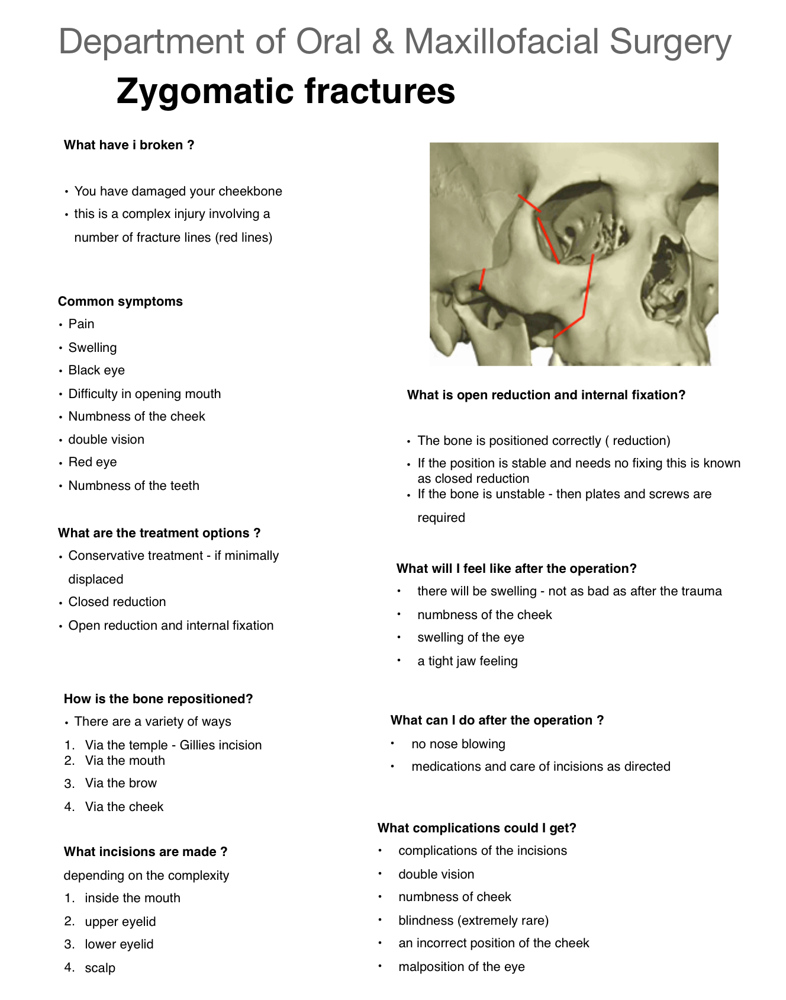 Department of Oral & Maxillofacial Surgery
Zygomatic fractures
What have i broken ?
• You have damaged your cheekbone
• this is a complex injury involving a
number of fracture lines (red lines)
Common symptoms
• Pain
• Swelling
• Black eye
• Difficulty in opening mouth
• Numbness of the cheek
• double vision
• Red eye
• Numbness of the teeth
What are the treatment options ?
• Conservative treatment - if minimally
displaced
• Closed reduction
• Open reduction and internal fixation
How is the bone repositioned?
• There are a variety of ways
1. Via the temple - Gillies incision
2. Via the mouth
3. Via the brow
4. Via the cheek
What incisions are made ?
depending on the complexity
1. inside the mouth
2. upper eyelid
3. lower eyelid
4. scalp
What is open reduction and internal fixation?
• The bone is positioned correctly ( reduction)
• If the position is stable and needs no fixing this is known
as closed reduction
• If the bone is unstable - then plates and screws are
required
What will I feel like after the operation?
• there will be swelling - not as bad as after the trauma
• numbness of the cheek
• swelling of the eye
• a tight jaw feeling
What can I do after the operation ?
• no nose blowing
• medications and care of incisions as directed
What complications could I get?
• complications of the incisions
• double vision
• numbness of cheek
• blindness (extremely rare)
• an incorrect position of the cheek
• malposition of the eye